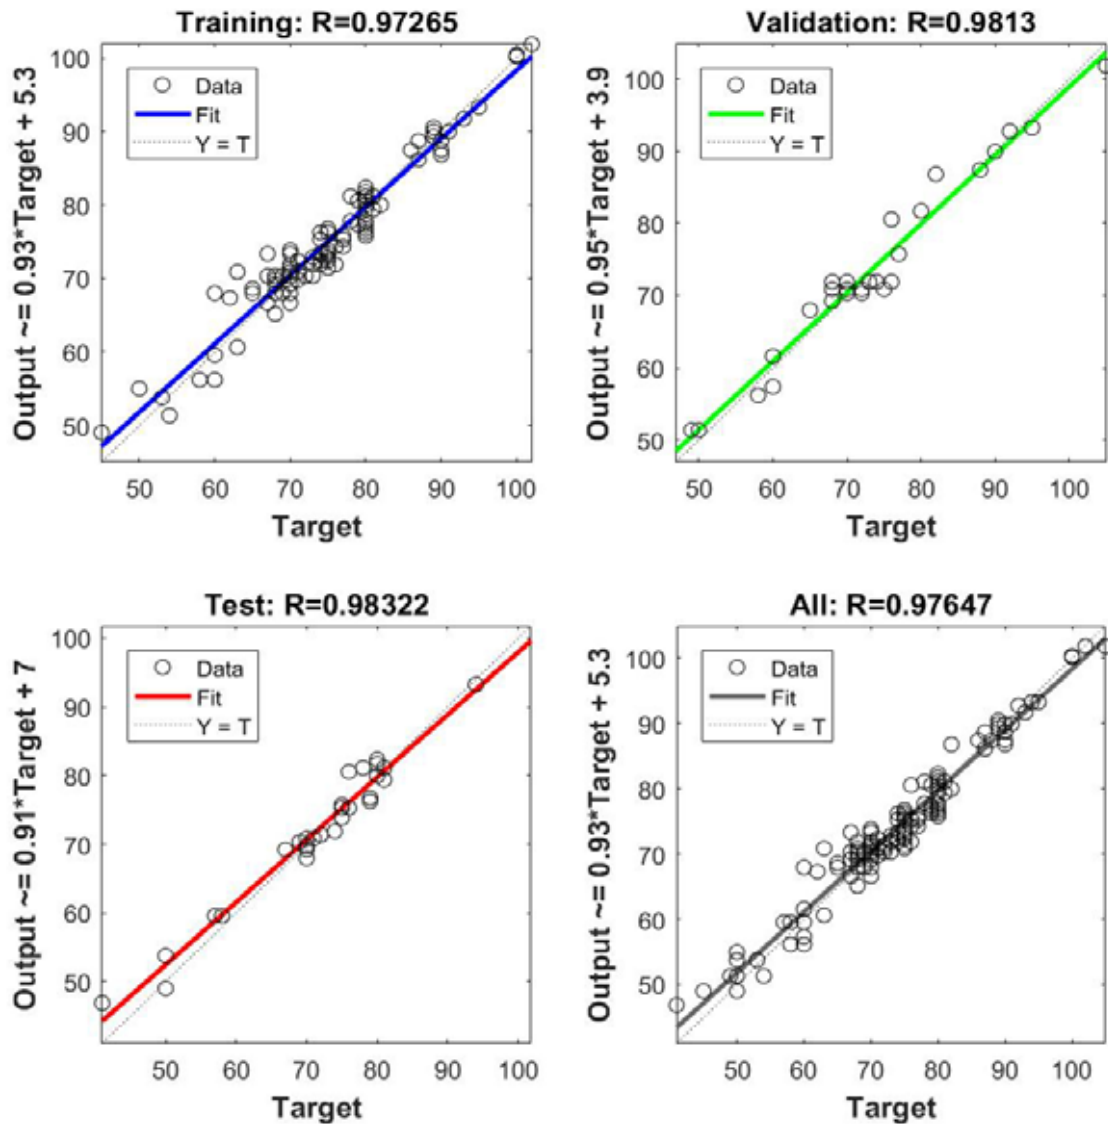 Training: R=0.97265
Output ~= 0.93*Target + 5.3
100
90
80
70
60
50
Data
Fit
Y = T
50 60 70 80 90 100
Target
Validation: R=0.9813
Output ~= 0.95*Target + 3.9
100
90
80
70
60
50
Data
Fit
Y = T
50 60 70 80 90 100
Target
Test: R=0.98322
Output ~= 0.91*Target + 7
100
90
80
70
60
50
Data
Fit
Y = T
50 60 70 80 90 100
Target
All: R=0.97647
Output ~= 0.93*Target + 5.3
100
90
80
70
60
50
Data
Fit
Y = T
50 60 70 80 90 100
Target